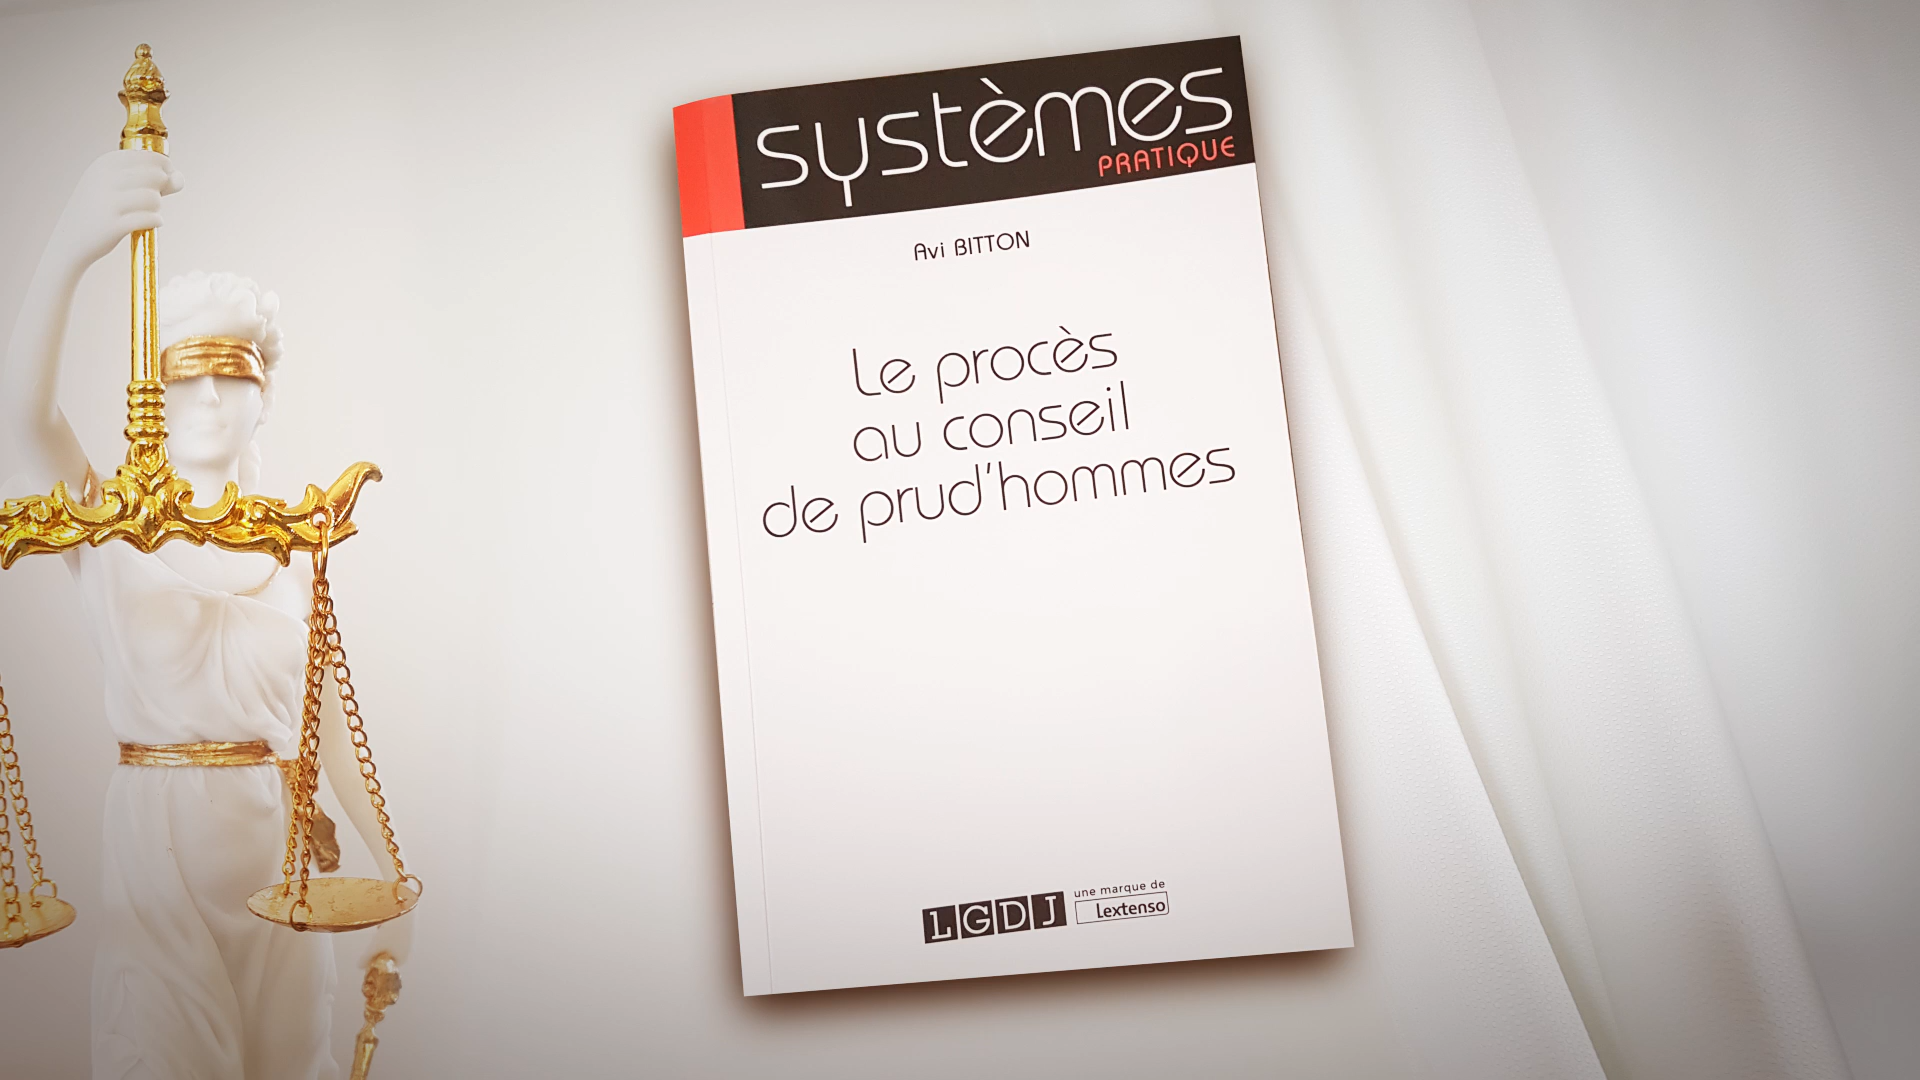 systèmes
PRATIQUE
Avi BITTON
Le procès
au conseil
de prud'hommes
LGDJ
une marque de
Lextenso